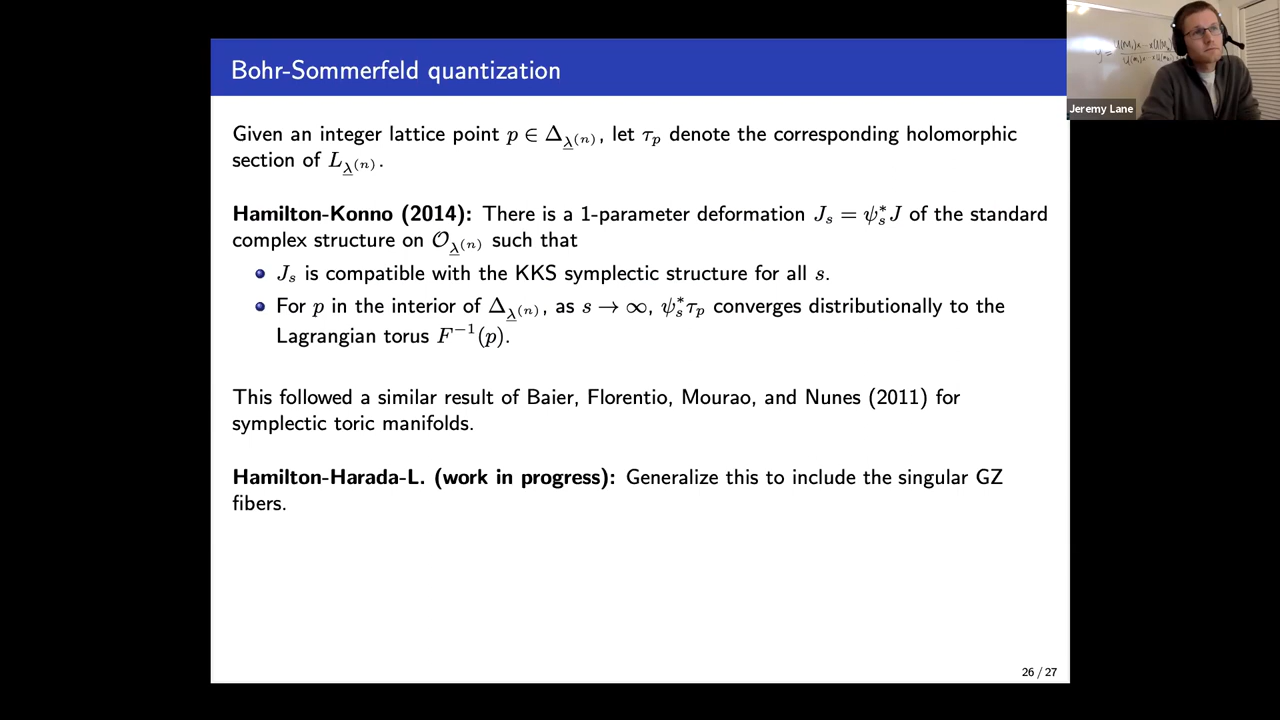 Bohr-Sommerfeld quantization
Given an integer lattice point p ∈ Δ_{λ̲^{(n)}}, let τ_p denote the corresponding holomorphic
section of L_{λ̲^{(n)}}.
Hamilton-Konno (2014): There is a 1-parameter deformation J_s = ψ_s^* J of the standard
complex structure on 𝒪_{λ̲^{(n)}} such that
J_s is compatible with the KKS symplectic structure for all s.
For p in the interior of Δ_{λ̲^{(n)}}, as s → ∞, ψ_s^* τ_p converges distributionally to the
Lagrangian torus F^{-1}(p).
This followed a similar result of Baier, Florentio, Mourao, and Nunes (2011) for
symplectic toric manifolds.
Hamilton-Harada-L. (work in progress): Generalize this to include the singular GZ
fibers.
26 / 27
Jeremy Lane